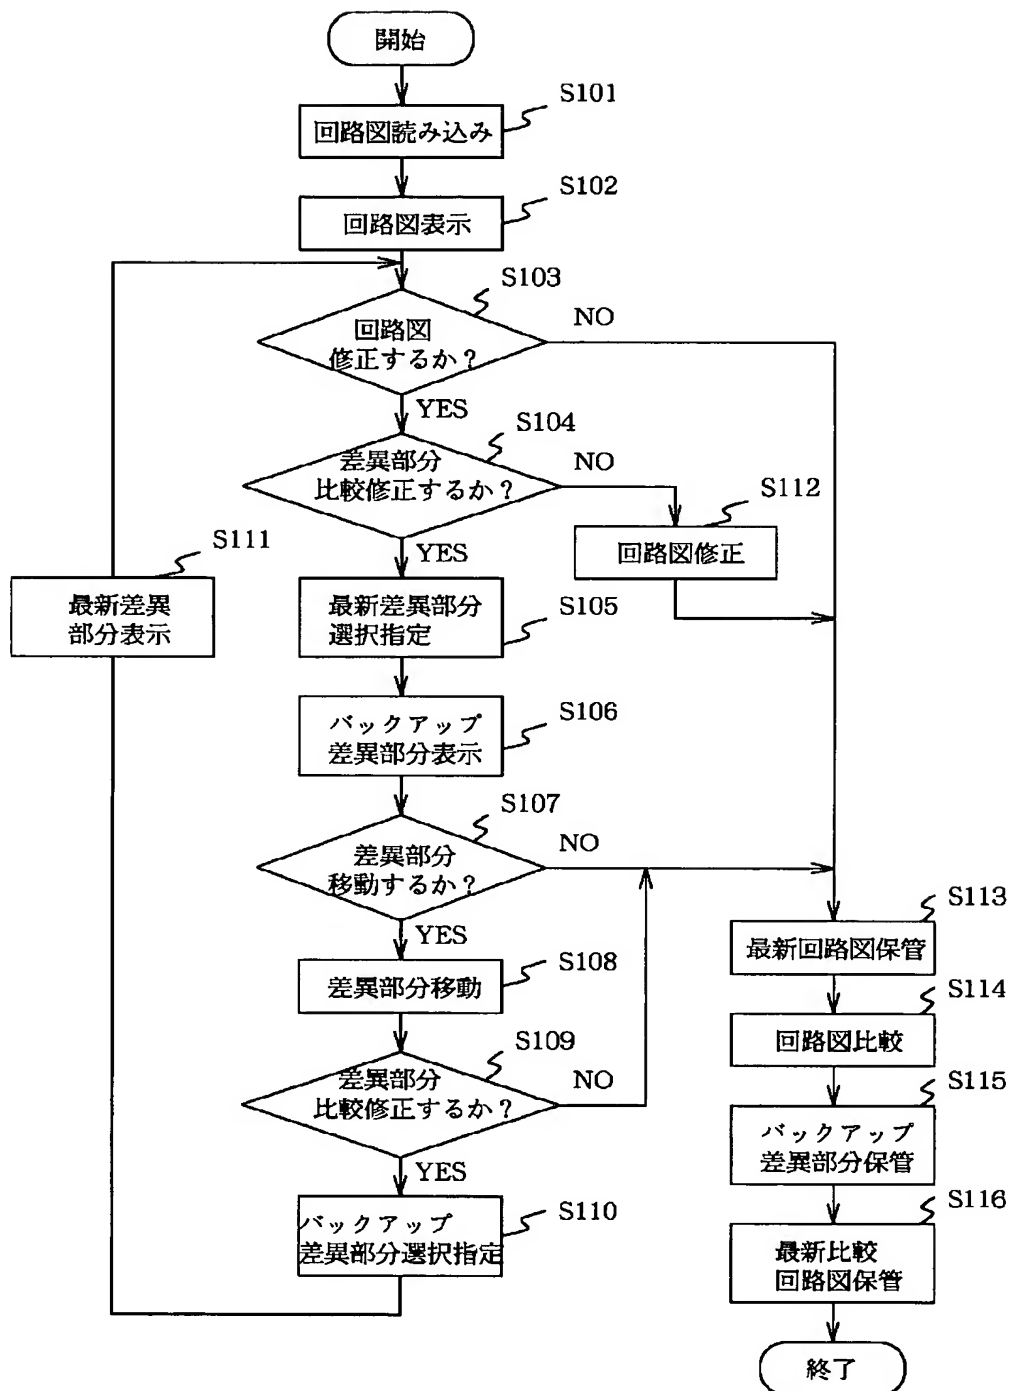 開始
S101
回路図読み込み
S102
回路図表示
S103
回路図
修正するか？
NO
YES
S104
差異部分
比較修正するか？
NO
S112
回路図修正
YES
S111
最新差異
部分表示
最新差異部分
選択指定
S105
バックアップ
差異部分表示
S106
S107
差異部分
移動するか？
NO
YES
S108
差異部分移動
S109
差異部分
比較修正するか？
NO
YES
S110
バックアップ
差異部分選択指定
S113
最新回路図保管
S114
回路図比較
S115
バックアップ
差異部分保管
S116
最新比較
回路図保管
終了